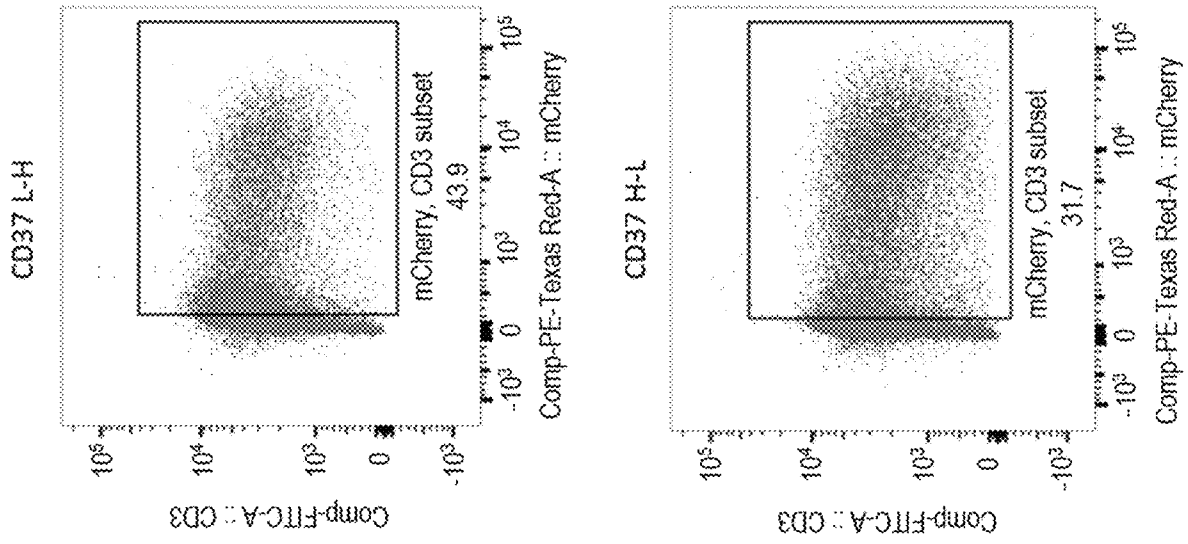 CD37 L-H
10⁵
10⁴
10³
0
-10³
Comp-FITC-A :: CD3
mCherry, CD3 subset
43.9
-10³
0
10³
10⁴
10⁵
Comp-PE-Texas Red-A :: mCherry
CD37 H-L
10⁵
10⁴
10³
0
-10³
Comp-FITC-A :: CD3
mCherry, CD3 subset
31.7
-10³
0
10³
10⁴
10⁵
Comp-PE-Texas Red-A :: mCherry